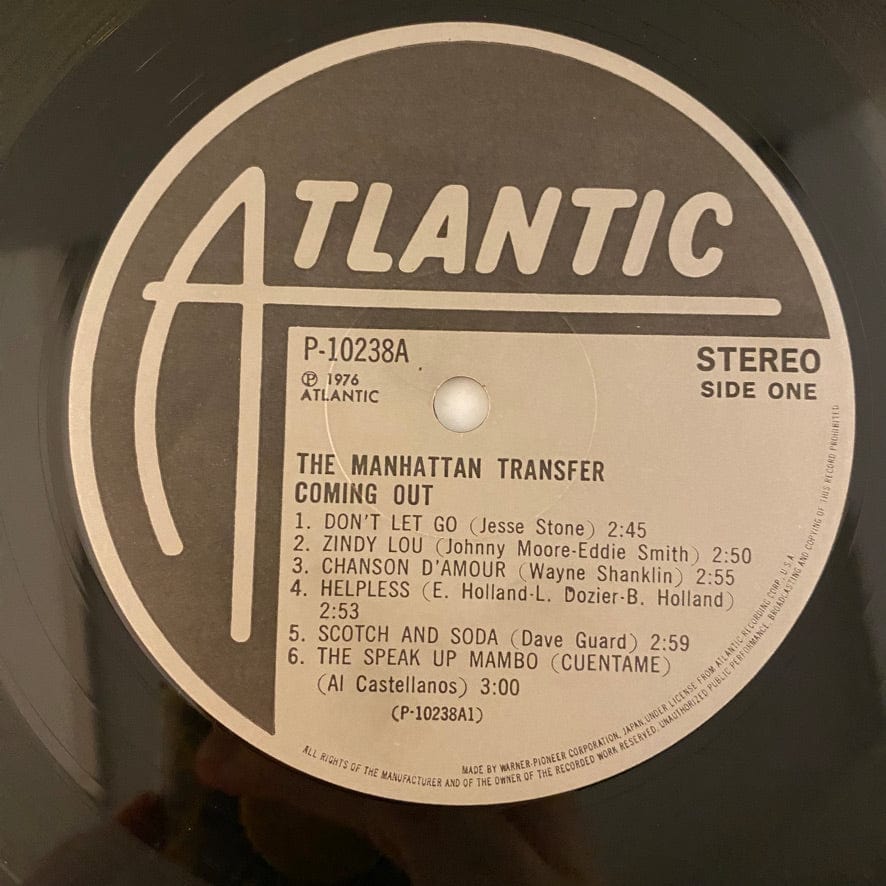 ATLANTIC
P-10238A
STEREO
℗ 1976
SIDE ONE
ATLANTIC
THE MANHATTAN TRANSFER
COMING OUT
1. DON'T LET GO (Jesse Stone) 2:45
2. ZINDY LOU (Johnny Moore-Eddie Smith) 2:50
3. CHANSON D'AMOUR (Wayne Shanklin) 2:55
4. HELPLESS (E. Holland-L. Dozier-B. Holland)
2:53
5. SCOTCH AND SODA (Dave Guard) 2:59
6. THE SPEAK UP MAMBO (CUENTAME)
(Al Castellanos) 3:00
(P-10238A1)
MADE BY WARNER-PIONEER CORPORATION, JAPAN.UNDER LICENSE FROM ATLANTIC RECORDING CORP., U.S.A.
ALL RIGHTS OF THE MANUFACTURER AND OF THE OWNER OF THE RECORDED WORK RESERVED. UNAUTHORIZED PUBLIC PERFORMANCE, BROADCASTING AND COPYING OF THIS RECORD PROHIBITED